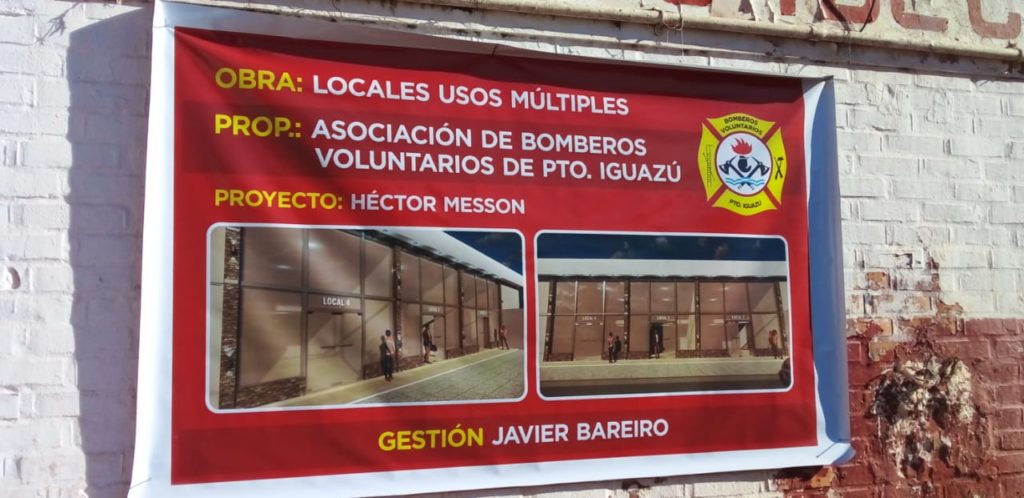 OBRA: LOCALES USOS MÚLTIPLES
PROP.: ASOCIACIÓN DE BOMBEROS
VOLUNTARIOS DE PTO. IGUAZÚ
BOMBEROS
VOLUNTARIOS
PTO. IGUAZÚ
PROYECTO: HÉCTOR MESSON
LOCAL 4
GESTIÓN JAVIER BAREIRO